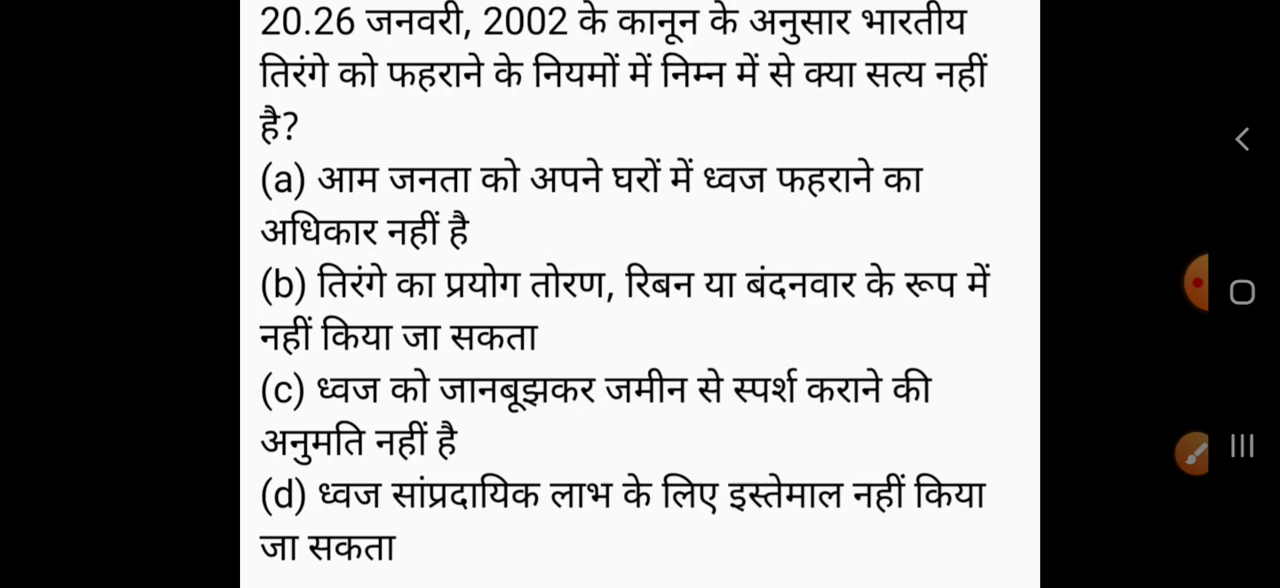 20.26 जनवरी, 2002 के कानून के अनुसार भारतीय
तिरंगे को फहराने के नियमों में निम्न में से क्या सत्य नहीं
है?
(a) आम जनता को अपने घरों में ध्वज फहराने का
अधिकार नहीं है
(b) तिरंगे का प्रयोग तोरण, रिबन या बंदनवार के रूप में
नहीं किया जा सकता
(c) ध्वज को जानबूझकर जमीन से स्पर्श कराने की
अनुमति नहीं है
(d) ध्वज सांप्रदायिक लाभ के लिए इस्तेमाल नहीं किया
जा सकता